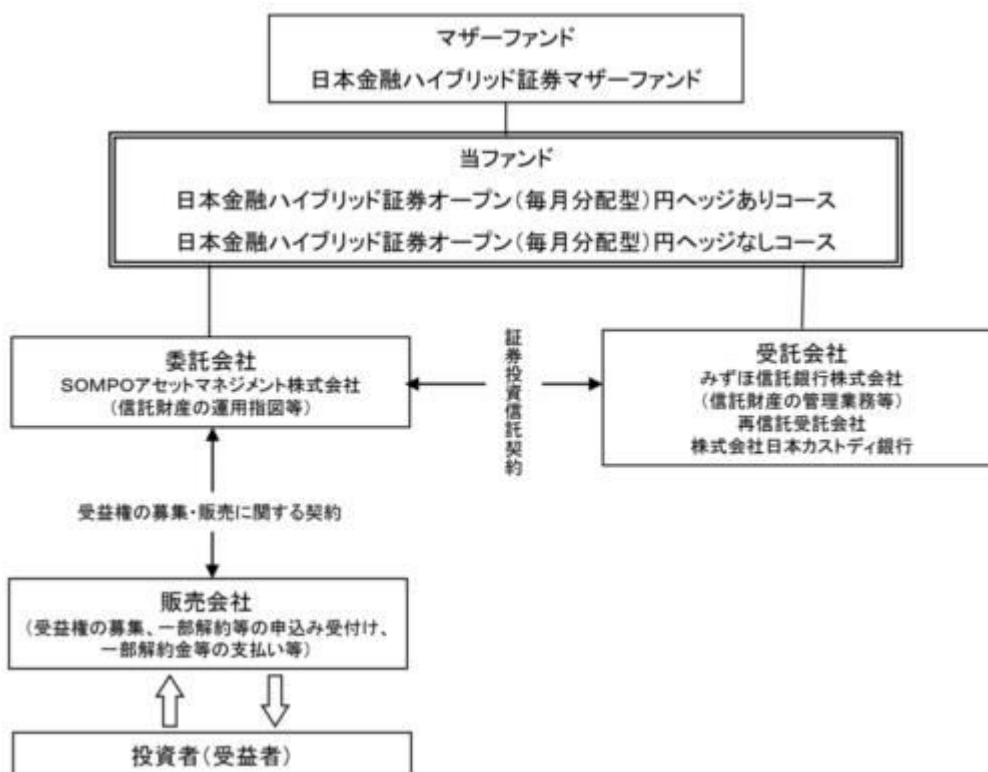 マザーファンド
日本金融ハイブリッド証券マザーファンド
当ファンド
日本金融ハイブリッド証券オープン(毎月分配型)円ヘッジありコース
日本金融ハイブリッド証券オープン(毎月分配型)円ヘッジなしコース
委託会社
SOMPOアセットマネジメント株式会社
(信託財産の運用指図等)
証券投資信託契約
受託会社
みずほ信託銀行株式会社
(信託財産の管理業務等)
再信託受託会社
株式会社日本カストディ銀行
受益権の募集・販売に関する契約
販売会社
(受益権の募集、一部解約等の申込み受付け、
一部解約金等の支払い等)
投資者(受益者)